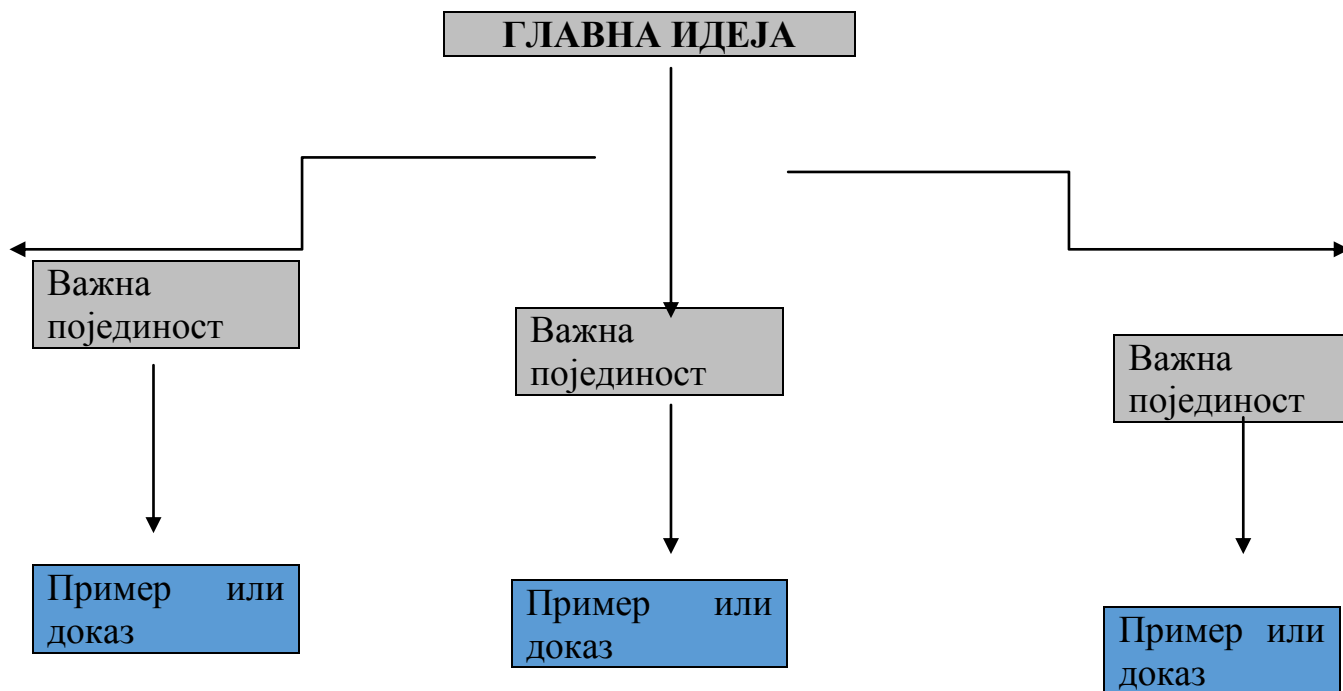 ГЛАВНА ИДЕЈА
Важна
појединост
Важна
појединост
Важна
појединост
Пример или
доказ
Пример или
доказ
Пример или
доказ